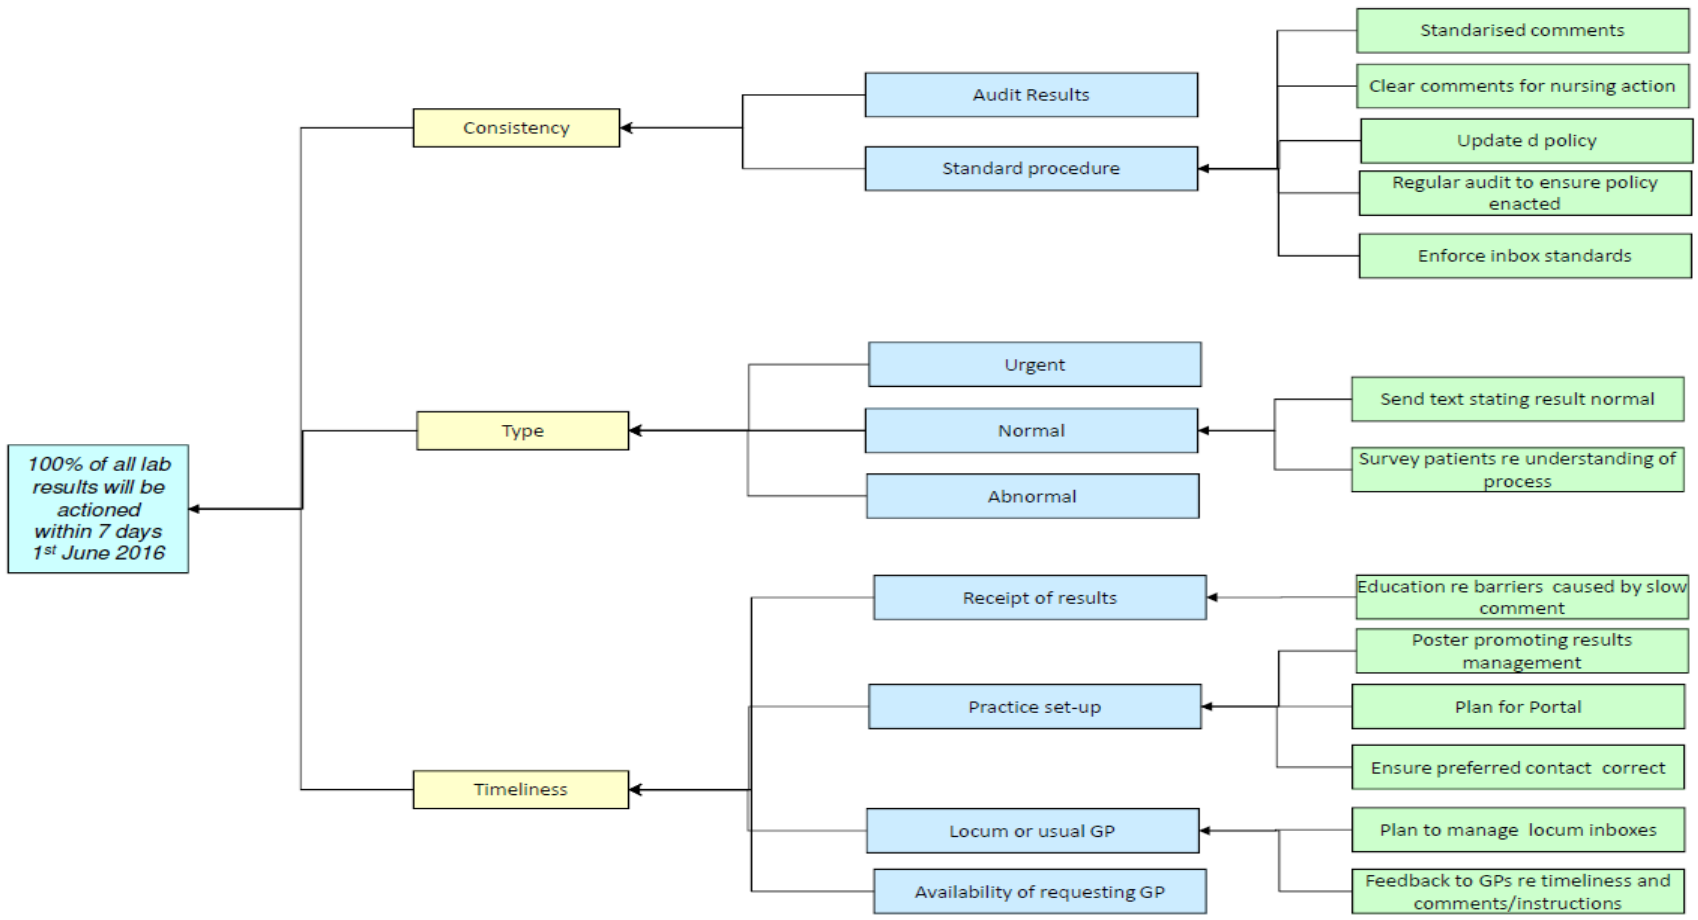 100% of all lab
results will be
actioned
within 7 days
1st June 2016
Consistency
Type
Timeliness
Audit Results
Standard procedure
Urgent
Normal
Abnormal
Receipt of results
Practice set-up
Locum or usual GP
Availability of requesting GP
Standarised comments
Clear comments for nursing action
Update d policy
Regular audit to ensure policy
enacted
Enforce inbox standards
Send text stating result normal
Survey patients re understanding of
process
Education re barriers caused by slow
comment
Poster promoting results
management
Plan for Portal
Ensure preferred contact correct
Plan to manage locum inboxes
Feedback to GPs re timeliness and
comments/instructions